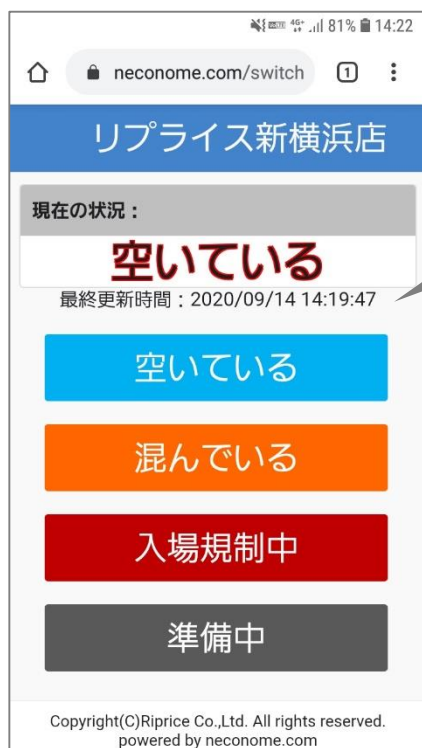 81% 14:22
neconome.com/switch 1
リプライス新横浜店
現在の状況：
空いている
最終更新時間：2020/09/14 14:19:47
空いている
混んでいる
入場規制中
準備中
Copyright(C)Riprice Co.,Ltd. All rights reserved.
powered by neconome.com